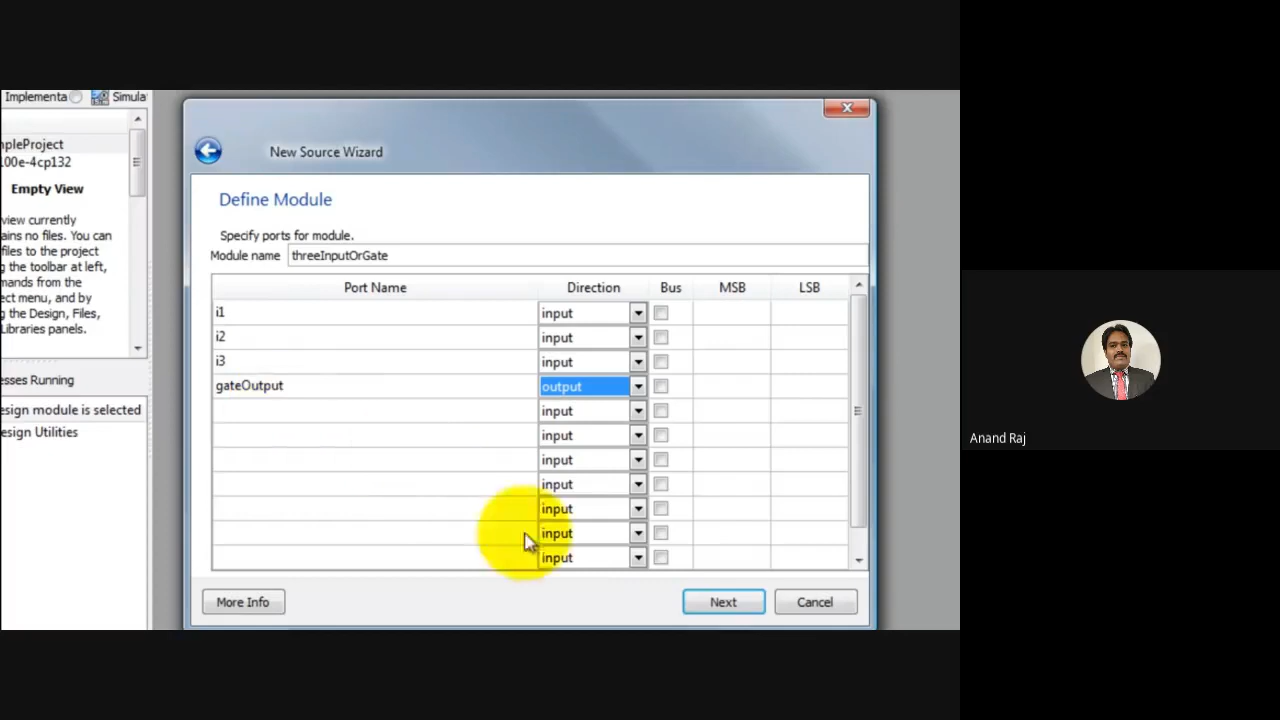 Implementa Simula
mpleProject
100e-4cp132
Empty View
view currently
ains no files. You can
files to the project
g the toolbar at left,
mands from the
ect menu, and by
g the Design, Files,
Libraries panels.
esses Running
esign module is selected
esign Utilities
New Source Wizard
Define Module
Specify ports for module.
Module name threeInputOrGate
Port Name Direction Bus MSB LSB
i1 input
i2 input
i3 input
gateOutput output
input
input
input
input
input
input
input
More Info Next Cancel
Anand Raj